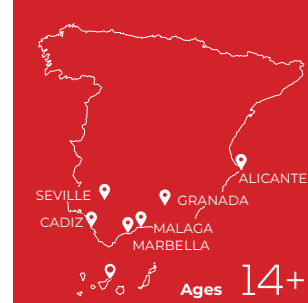 ALICANTE
SEVILLE
GRANADA
CADIZ
MALAGA
MARBELLA
Ages 14+